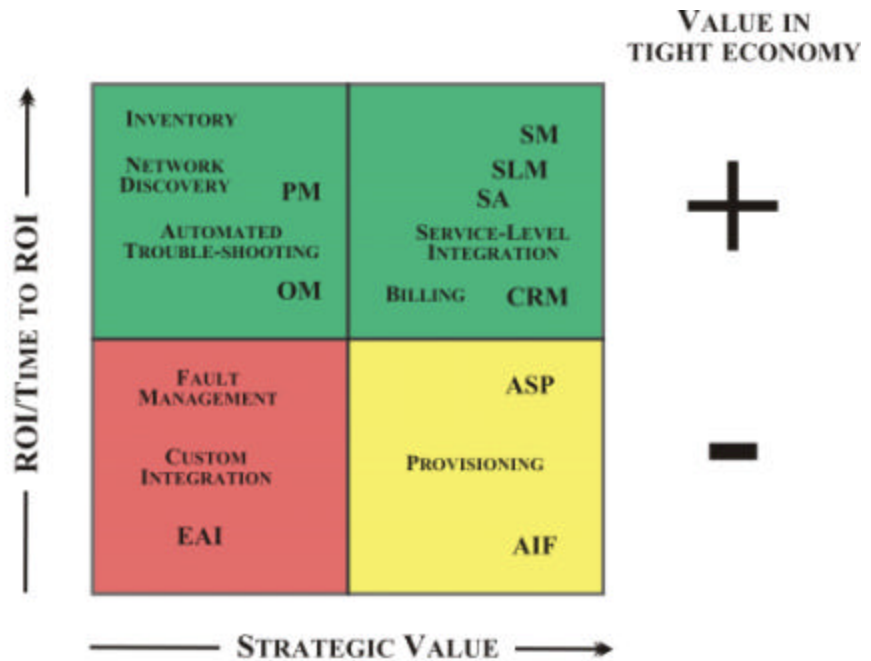 VALUE IN
TIGHT ECONOMY
INVENTORY
NETWORK
DISCOVERY
PM
AUTOMATED
TROUBLE-SHOOTING
OM
SM
SLM
SA
SERVICE-LEVEL
INTEGRATION
BILLING
CRM
+
FAULT
MANAGEMENT
CUSTOM
INTEGRATION
EAI
ASP
PROVISIONING
AIF
-
ROI/TIME TO ROI
STRATEGIC VALUE